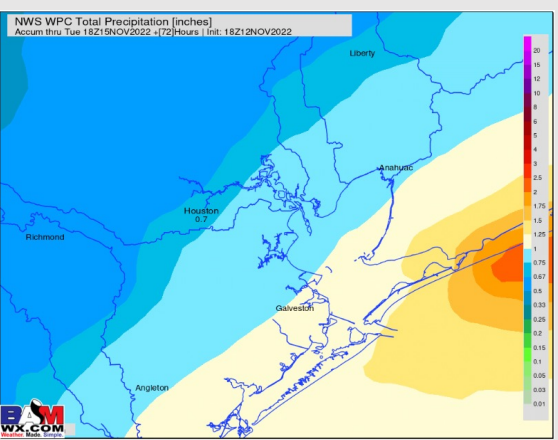 NWS WPC Total Precipitation [inches]
Accum thru Tue 18Z15NOV2022 +[72]Hours | Init: 18Z12NOV2022
Liberty
Anahuac
Houston
0.7
Richmond
Galveston
Angleton
20
15
12
10
8
6
5
4
3
2.5
2
1.75
1.5
1.25
1
0.75
0.67
0.5
0.33
0.25
0.2
0.15
0.1
0.05
0.03
0.01
BAM
WX.COM
Weather. Made. Simple.